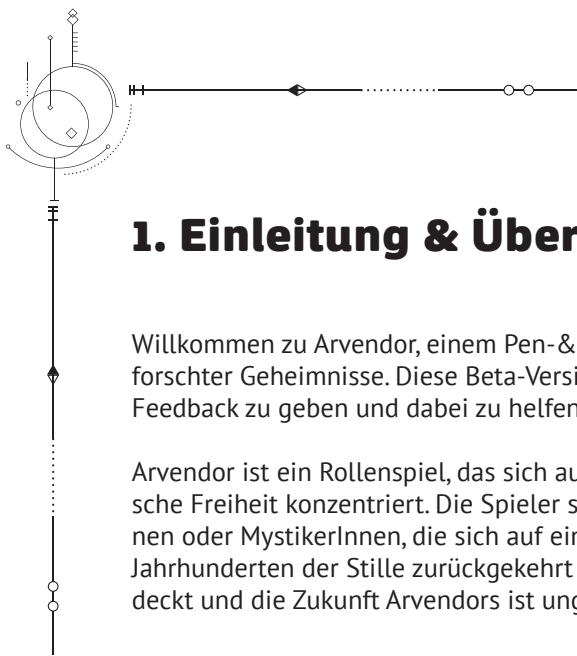 1. Einleitung & Über
Willkommen zu Arvendor, einem Pen-&
forschter Geheimnisse. Diese Beta-Versi
Feedback zu geben und dabei zu helfen
Arvendor ist ein Rollenspiel, das sich au
sche Freiheit konzentriert. Die Spieler s
nen oder MystikerInnen, die sich auf ein
Jahrhunderten der Stille zurückgekehrt
deckt und die Zukunft Arvendors ist ung